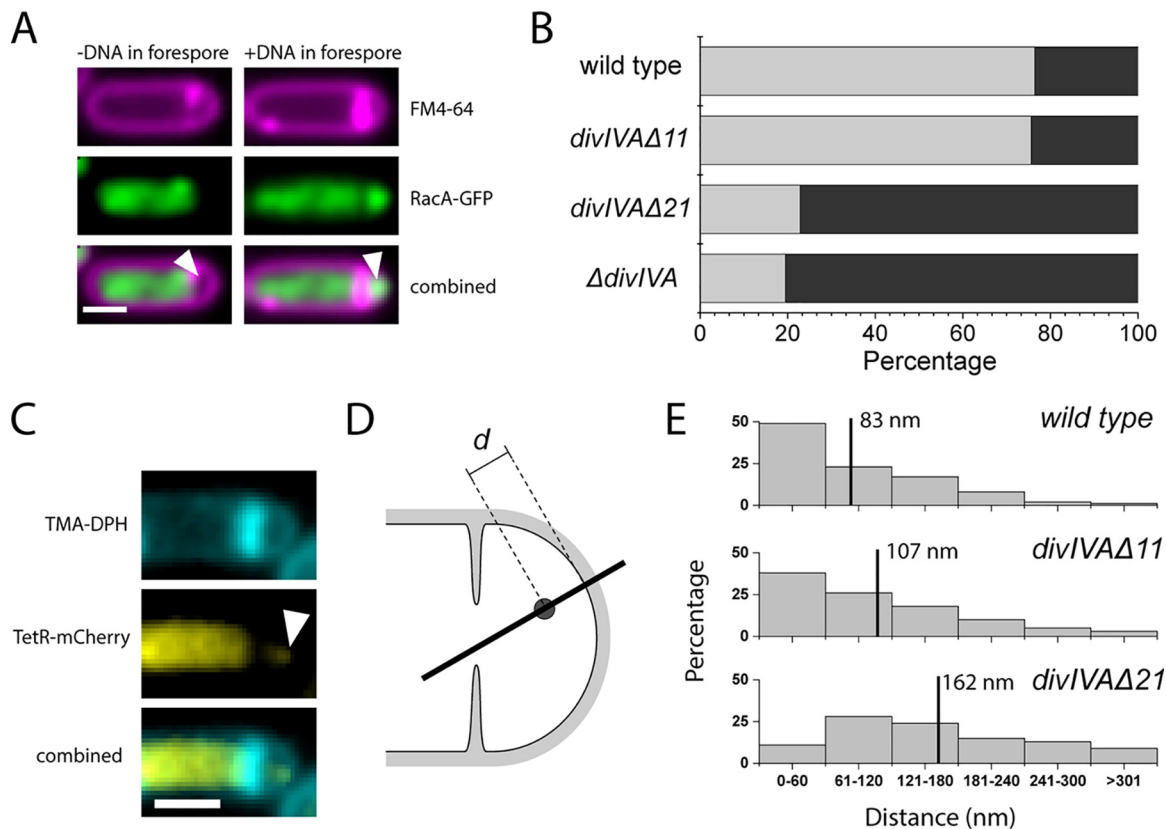 A
-DNA in forespore
+DNA in forespore
FM4-64
RacA-GFP
combined
B
wild type
divIVAΔ11
divIVAΔ21
ΔdivIVA
0 20 40 60 80 100
Percentage
C
TMA-DPH
TetR-mCherry
combined
D
d
E
50
25
0
83 nm
wild type
50
25
0
107 nm
divIVAΔ11
50
25
0
162 nm
divIVAΔ21
Percentage
0-60 61-120 121-180 181-240 241-300 >301
Distance (nm)